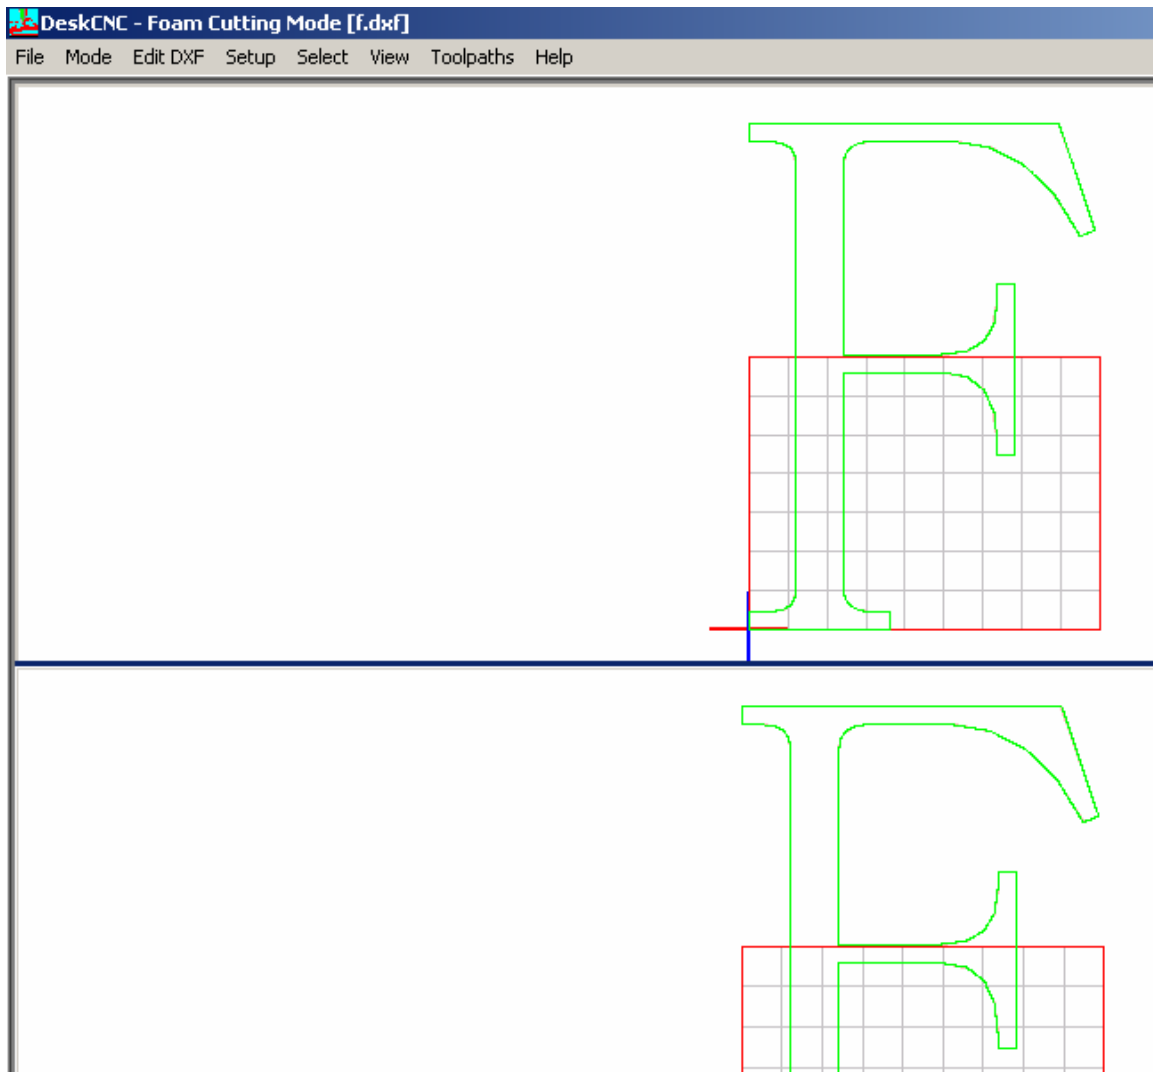 DeskCNC - Foam Cutting Mode [f.dxf]
File Mode Edit DXF Setup Select View Toolpaths Help
F
F